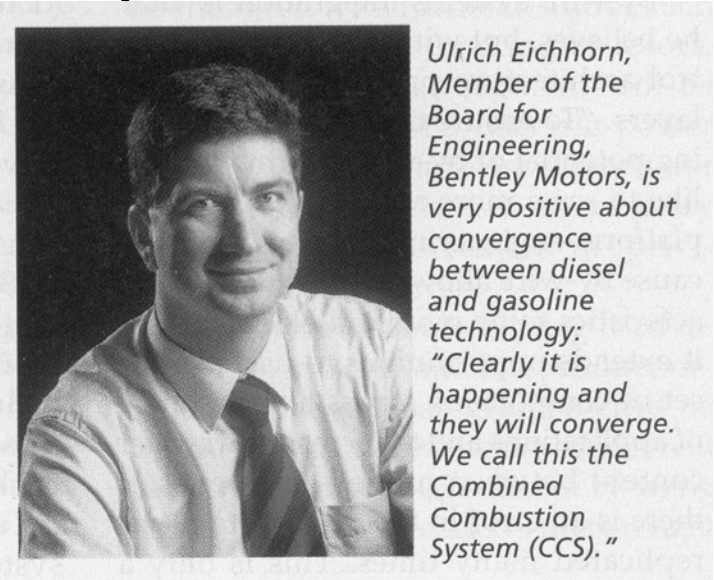 Ulrich Eichhorn,
Member of the
Board for
Engineering,
Bentley Motors, is
very positive about
convergence
between diesel
and gasoline
technology:
“Clearly it is
happening and
they will converge.
We call this the
Combined
Combustion
System (CCS).”